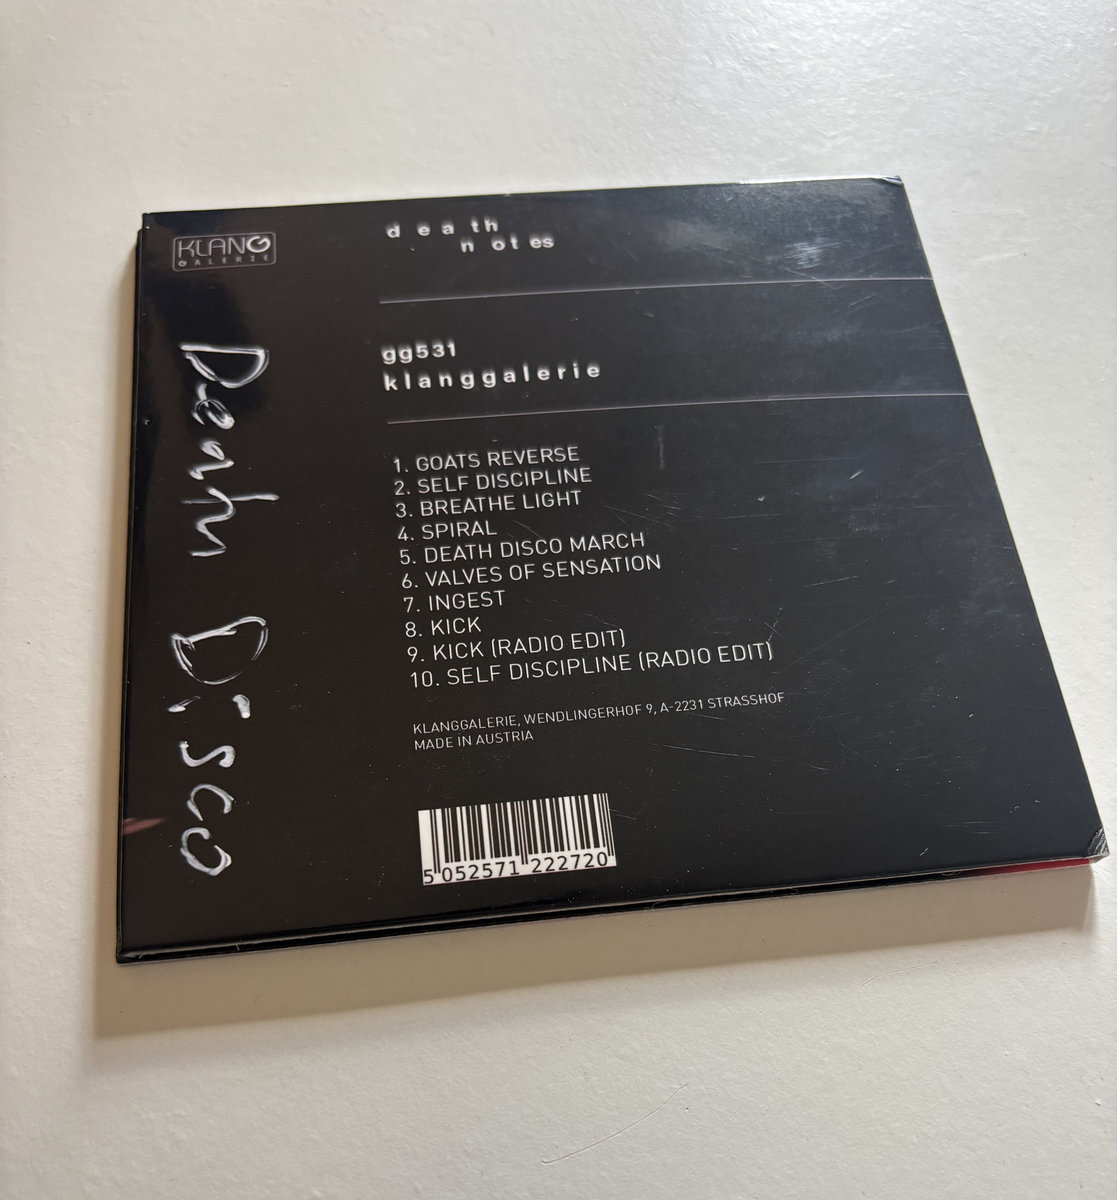 KLANG
GALERIE
death
notes
gg531
klanggalerie
Death Disco
1. GOATS REVERSE
2. SELF DISCIPLINE
3. BREATHE LIGHT
4. SPIRAL
5. DEATH DISCO MARCH
6. VALVES OF SENSATION
7. INGEST
8. KICK
9. KICK (RADIO EDIT)
10. SELF DISCIPLINE (RADIO EDIT)
KLANGGALERIE, WENDLINGERHOF 9, A-2231 STRASSHOF
MADE IN AUSTRIA
5 052571 222720